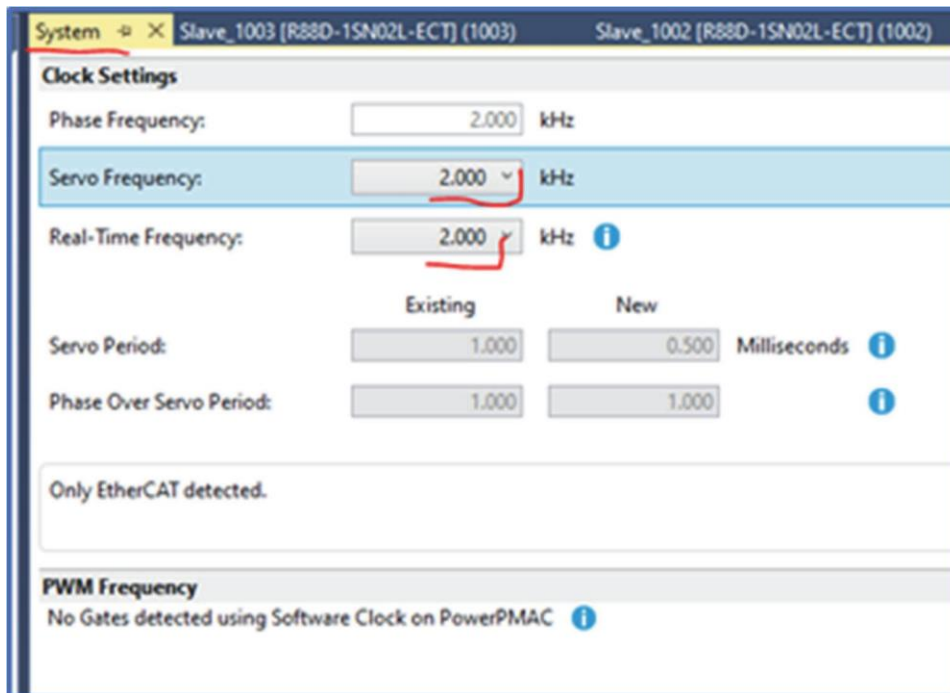 System Slave_1003 [R88D-1SN02L-ECT] (1003) Slave_1002 [R88D-1SN02L-ECT] (1002)
Clock Settings
Phase Frequency: 2.000 kHz
Servo Frequency: 2.000 kHz
Real-Time Frequency: 2.000 kHz
Existing New
Servo Period: 1.000 0.500 Milliseconds
Phase Over Servo Period: 1.000 1.000
Only EtherCAT detected.
PWM Frequency
No Gates detected using Software Clock on PowerPMAC